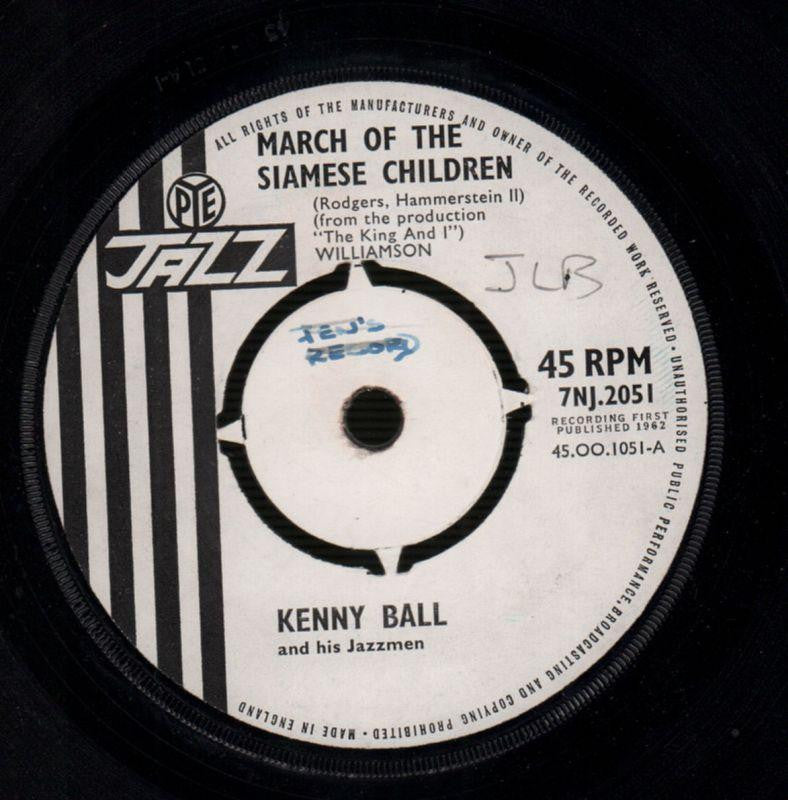 ALL RIGHTS OF THE MANUFACTURERS AND OWNER OF THE RECORDED WORK RESERVED · UNAUTHORISED PUBLIC PERFORMANCE, BROADCASTING AND COPYING PROHIBITED · MADE IN ENGLAND
MARCH OF THE
SIAMESE CHILDREN
(Rodgers, Hammerstein II)
(from the production
"The King And I")
WILLIAMSON
PYE
JAZZ
JLB
JEN'S
RECORD
45 RPM
7NJ.2051
RECORDING FIRST
PUBLISHED 1962
45.OO.1051-A
KENNY BALL
and his Jazzmen